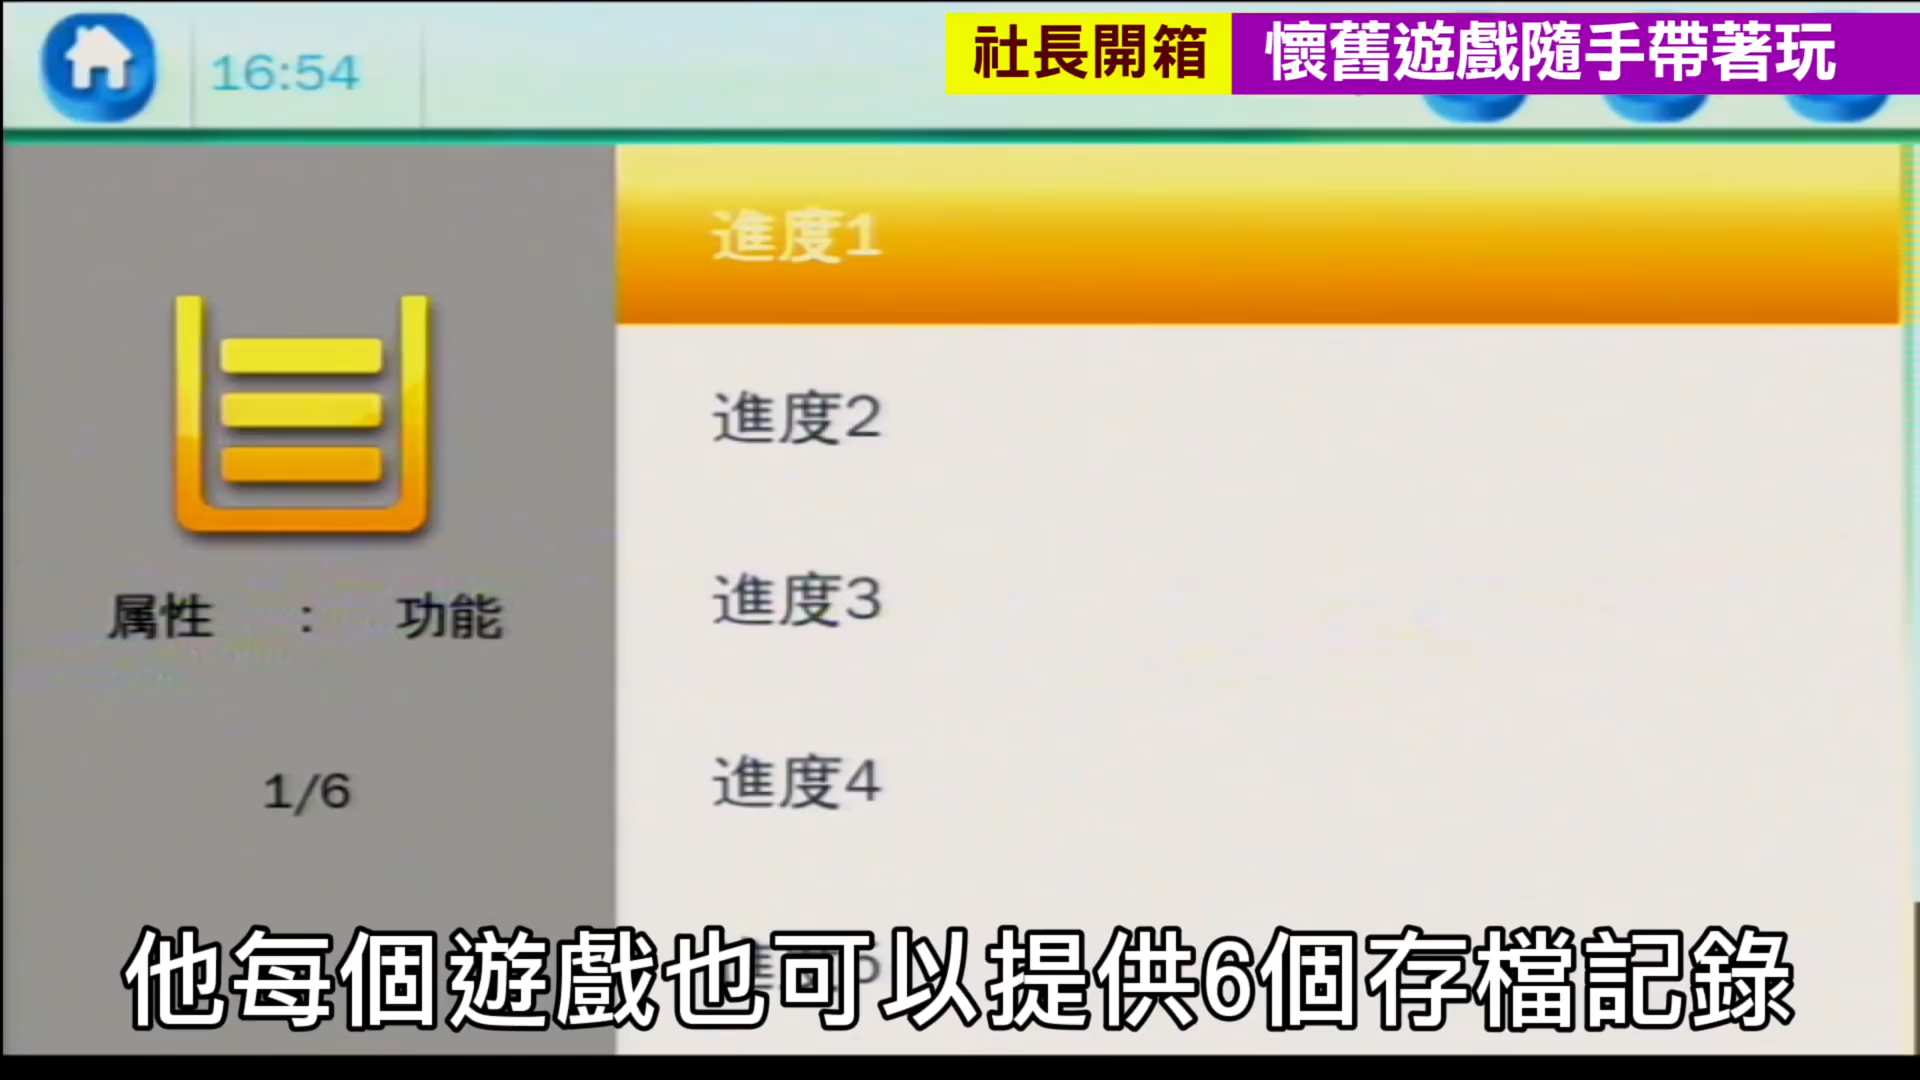 16:54
社長開箱 懷舊遊戲隨手帶著玩
進度1
進度2
進度3
進度4
属性 : 功能
1/6
他每個遊戲也可以提供6個存檔記錄